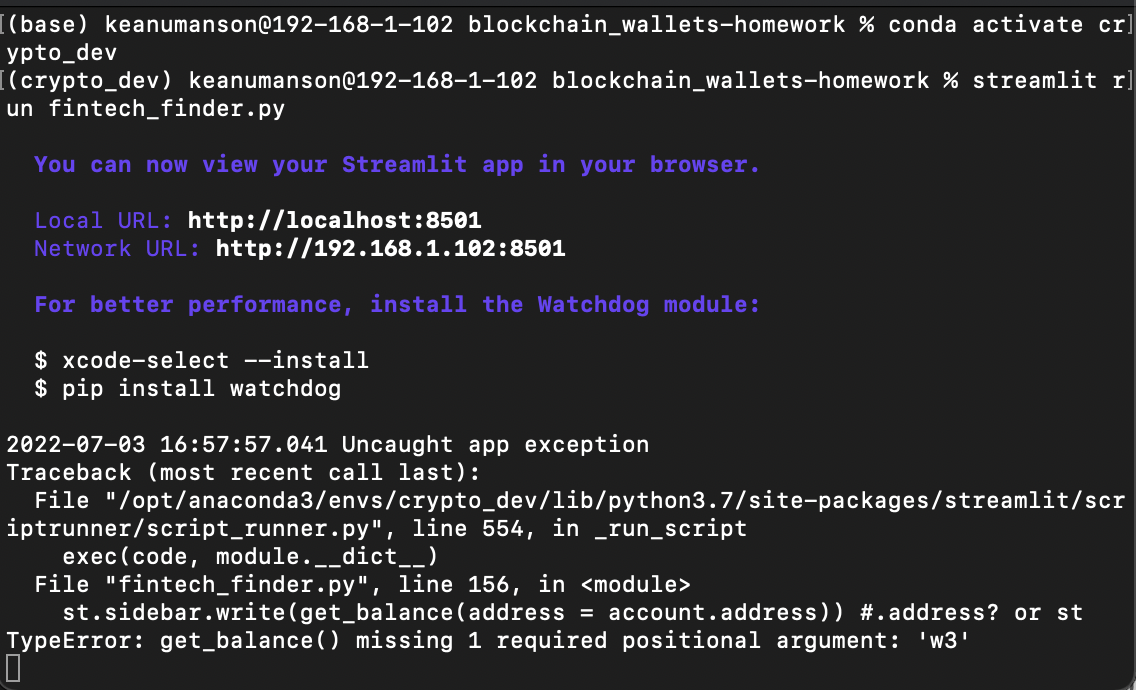 [(base) keanumanson@192-168-1-102 blockchain_wallets-homework % conda activate cr]
ypto_dev
[(crypto_dev) keanumanson@192-168-1-102 blockchain_wallets-homework % streamlit r]
un fintech_finder.py
You can now view your Streamlit app in your browser.
Local URL: http://localhost:8501
Network URL: http://192.168.1.102:8501
For better performance, install the Watchdog module:
$ xcode-select --install
$ pip install watchdog
2022-07-03 16:57:57.041 Uncaught app exception
Traceback (most recent call last):
File "/opt/anaconda3/envs/crypto_dev/lib/python3.7/site-packages/streamlit/scr
iptrunner/script_runner.py", line 554, in _run_script
exec(code, module.__dict__)
File "fintech_finder.py", line 156, in <module>
st.sidebar.write(get_balance(address = account.address)) #.address? or st
TypeError: get_balance() missing 1 required positional argument: 'w3'